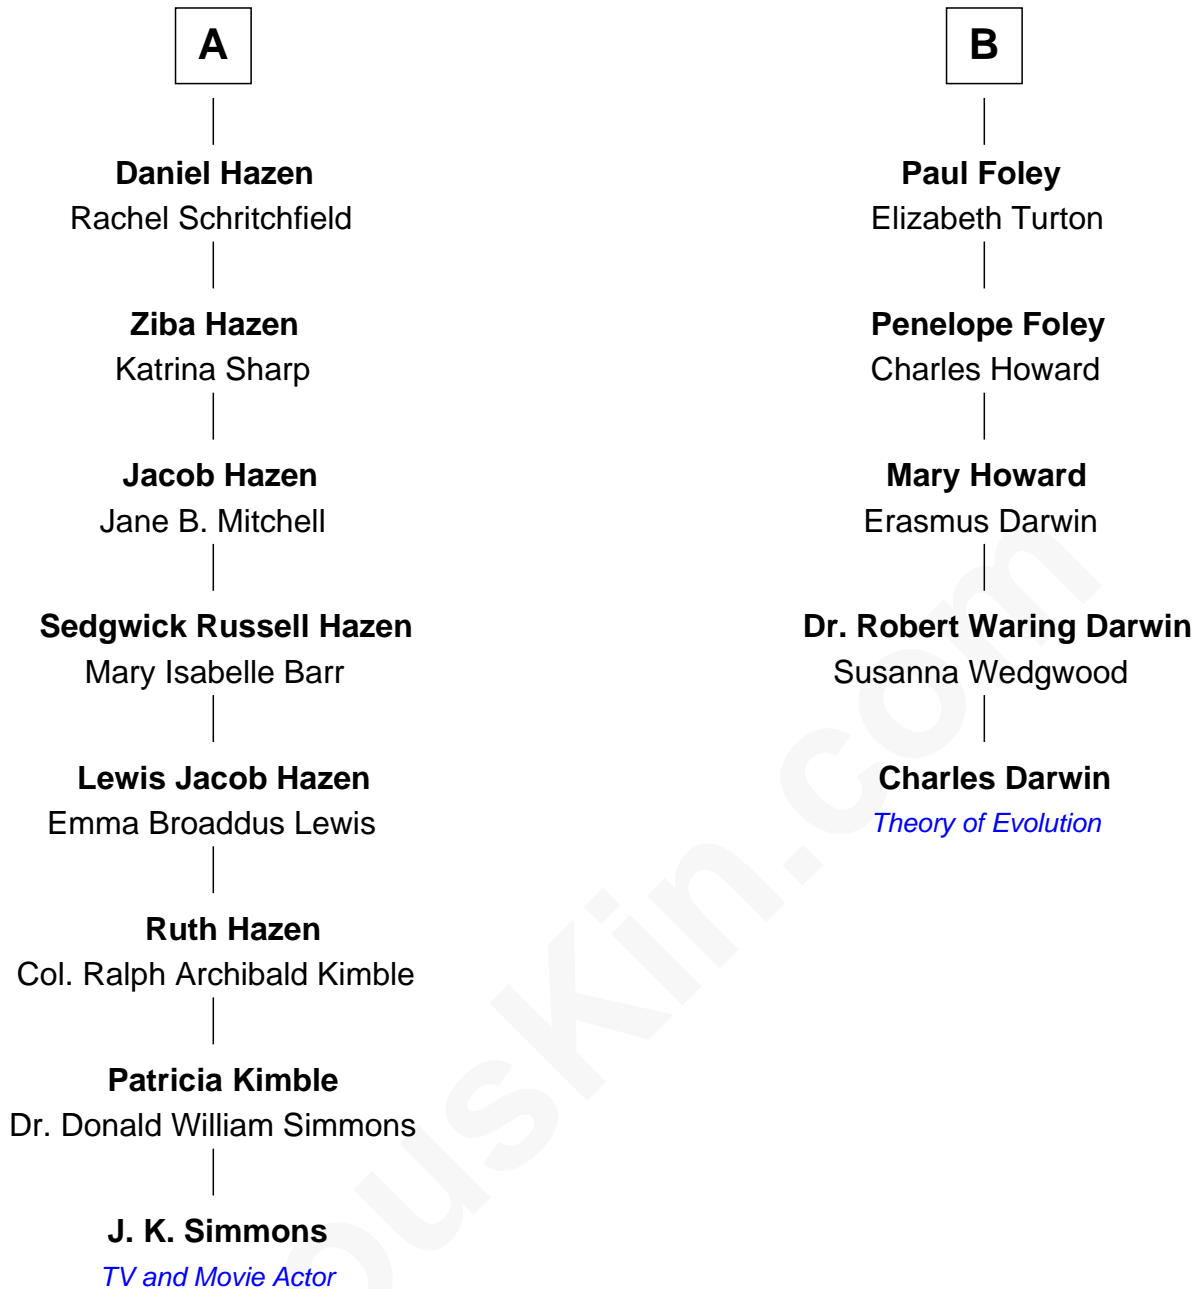 A
Daniel Hazen
Rachel Schritchfield
Ziba Hazen
Katrina Sharp
Jacob Hazen
Jane B. Mitchell
Sedgwick Russell Hazen
Mary Isabelle Barr
Lewis Jacob Hazen
Emma Broaddus Lewis
Ruth Hazen
Col. Ralph Archibald Kimble
Patricia Kimble
Dr. Donald William Simmons
J. K. Simmons
TV and Movie Actor
B
Paul Foley
Elizabeth Turton
Penelope Foley
Charles Howard
Mary Howard
Erasmus Darwin
Dr. Robert Waring Darwin
Susanna Wedgwood
Charles Darwin
Theory of Evolution
ousKin.com